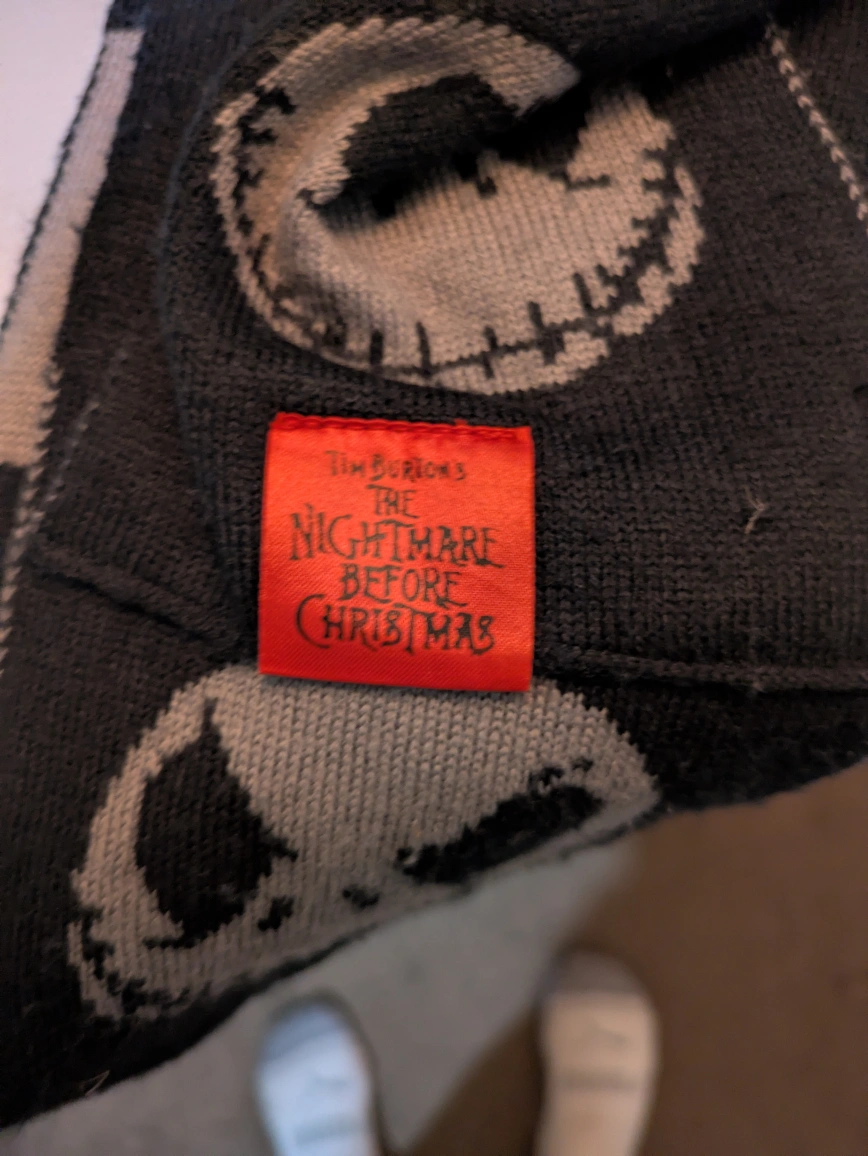 TIM BURTON'S
THE
NIGHTMARE
BEFORE
CHRISTMAS